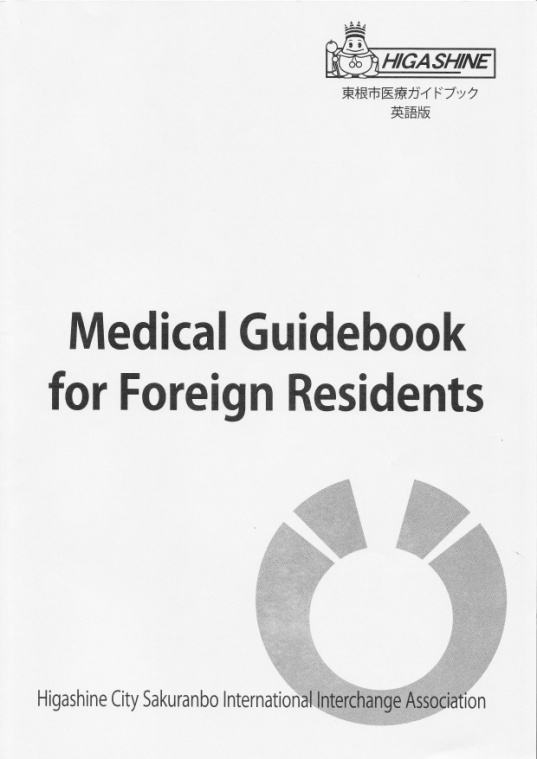 HIGASHINE
東根市医療ガイドブック
英語版
Medical Guidebook
for Foreign Residents
Higashine City Sakuranbo International Interchange Association